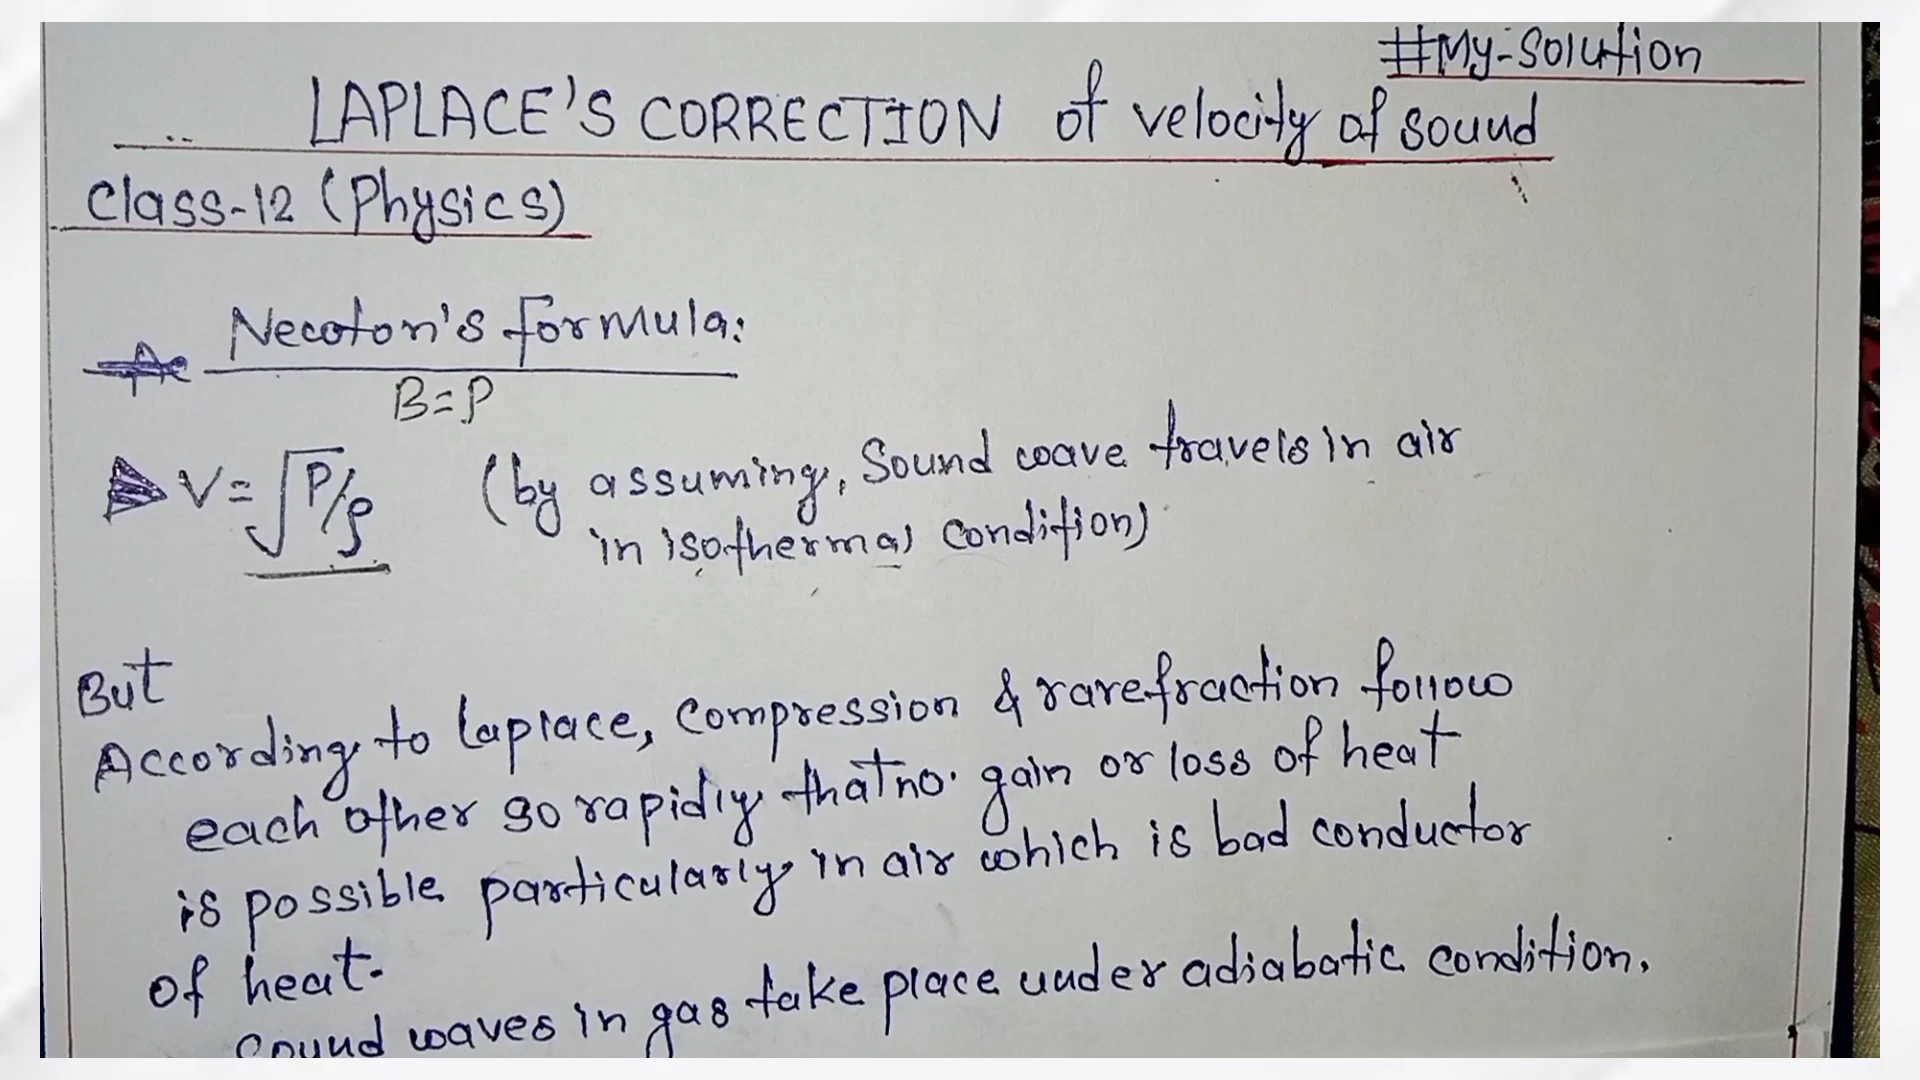 #My-Solution
LAPLACE'S CORRECTION of velocity of sound
Class-12 (Physics)
Newton's formula:
B=P
V=√P/ρ (by assuming, Sound wave travels in air
in isothermal condition)
But
According to laplace, compression & rarefraction follow
each other so rapidly that no gain or loss of heat
is possible particularly in air which is bad conductor
of heat.
Sound waves in gas take place under adiabatic condition.